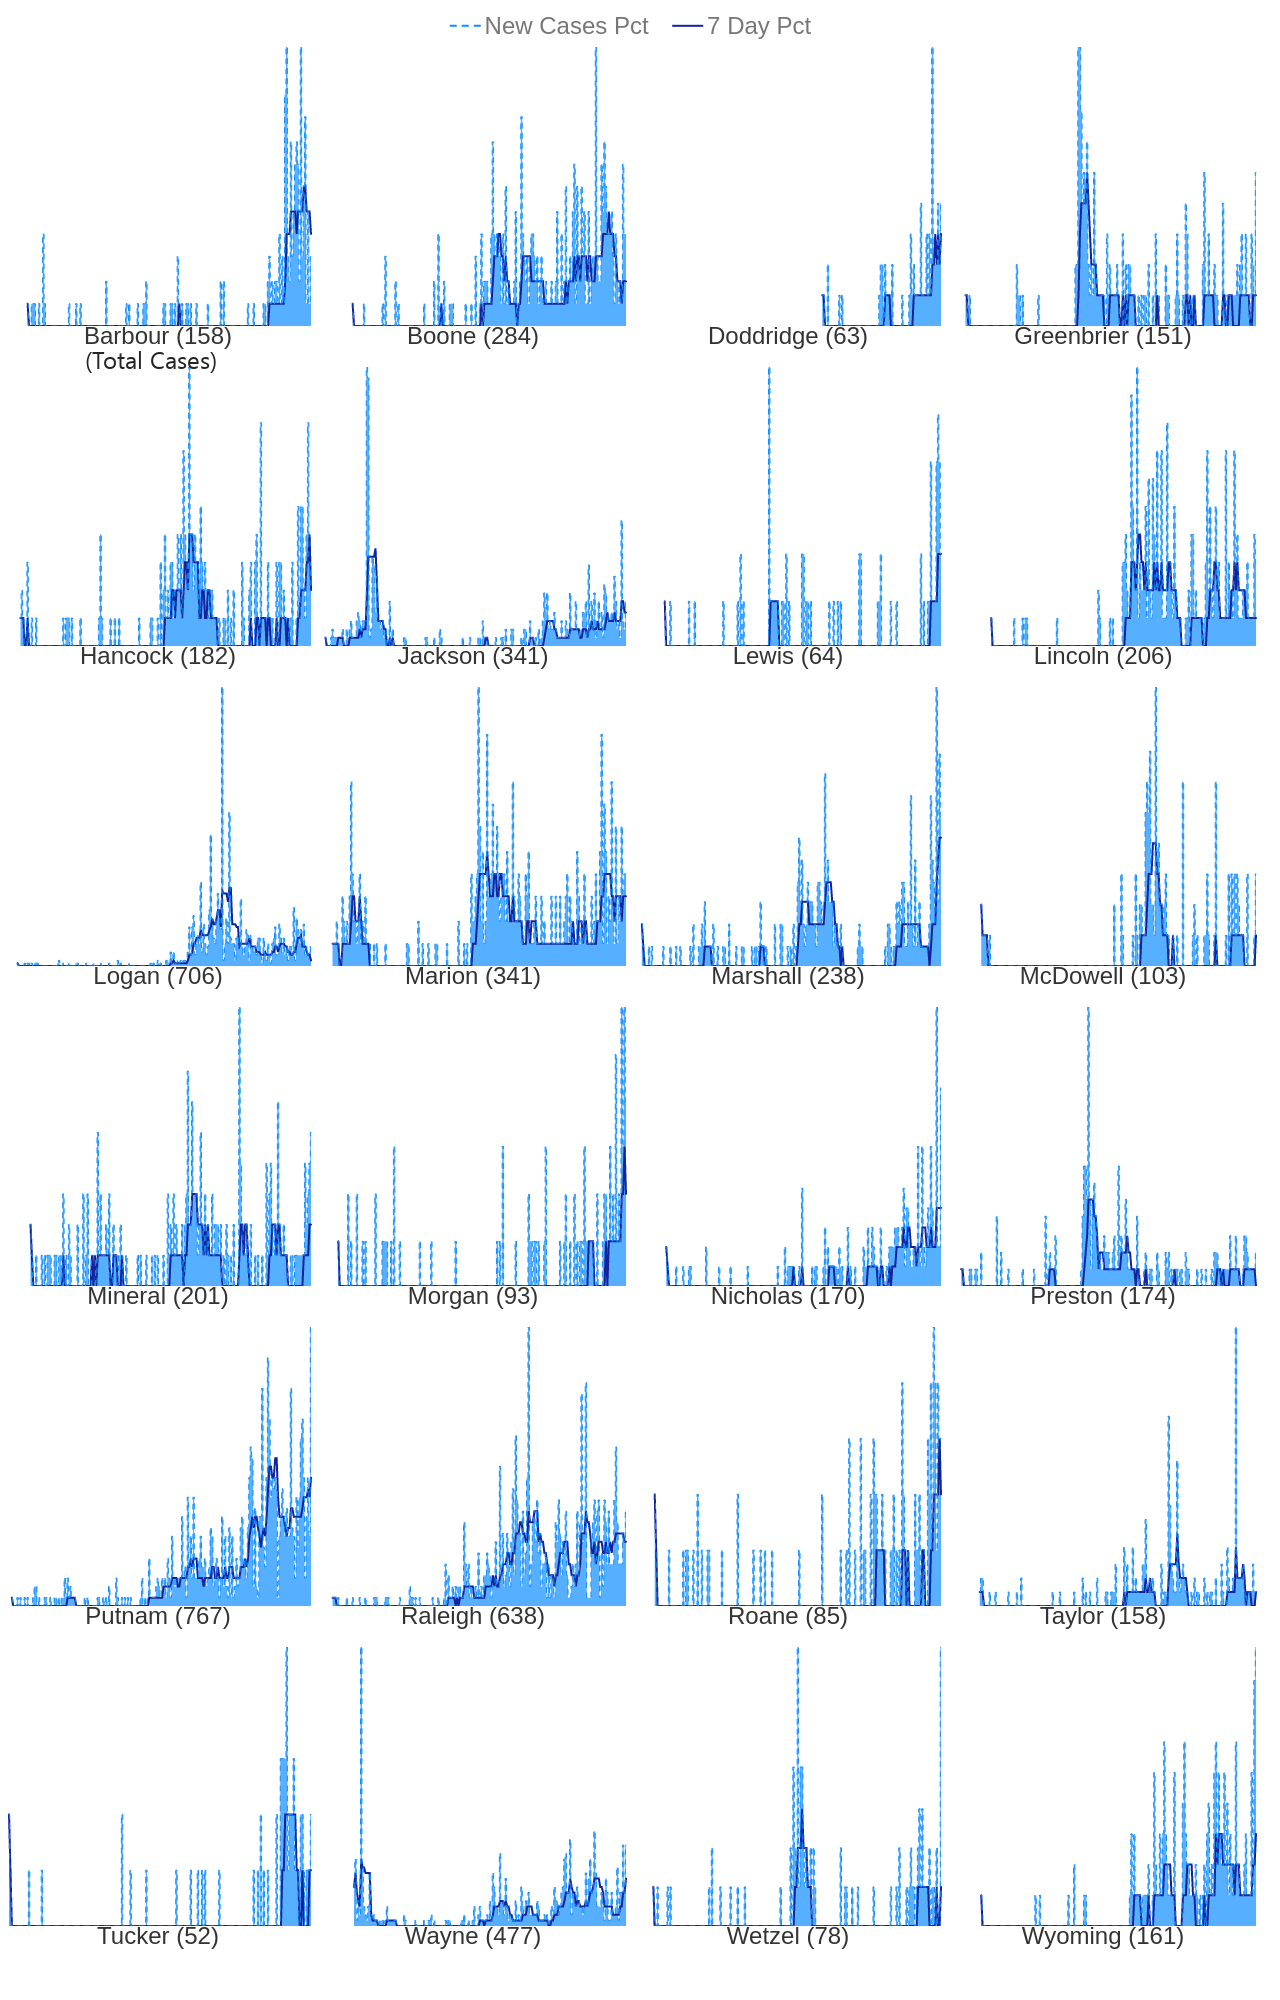 New Cases Pct 7 Day Pct
Barbour (158) Boone (284) Doddridge (63) Greenbrier (151)
(Total Cases)
Hancock (182) Jackson (341) Lewis (64) Lincoln (206)
Logan (706) Marion (341) Marshall (238) McDowell (103)
Mineral (201) Morgan (93) Nicholas (170) Preston (174)
Putnam (767) Raleigh (638) Roane (85) Taylor (158)
Tucker (52) Wayne (477) Wetzel (78) Wyoming (161)